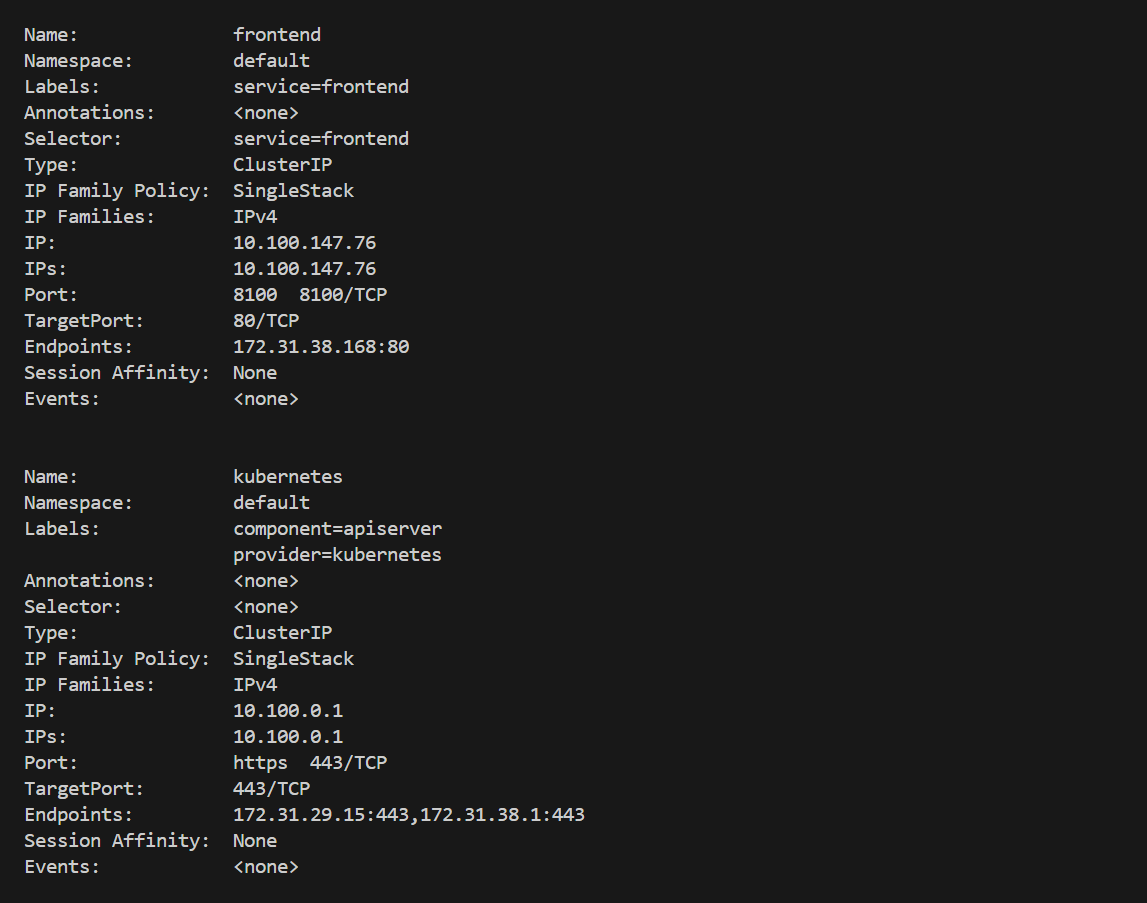 Name:              frontend
Namespace:         default
Labels:            service=frontend
Annotations:       <none>
Selector:          service=frontend
Type:              ClusterIP
IP Family Policy:  SingleStack
IP Families:       IPv4
IP:                10.100.147.76
IPs:               10.100.147.76
Port:              8100  8100/TCP
TargetPort:        80/TCP
Endpoints:         172.31.38.168:80
Session Affinity:  None
Events:            <none>
Name:              kubernetes
Namespace:         default
Labels:            component=apiserver
                   provider=kubernetes
Annotations:       <none>
Selector:          <none>
Type:              ClusterIP
IP Family Policy:  SingleStack
IP Families:       IPv4
IP:                10.100.0.1
IPs:               10.100.0.1
Port:              https  443/TCP
TargetPort:        443/TCP
Endpoints:         172.31.29.15:443,172.31.38.1:443
Session Affinity:  None
Events:            <none>